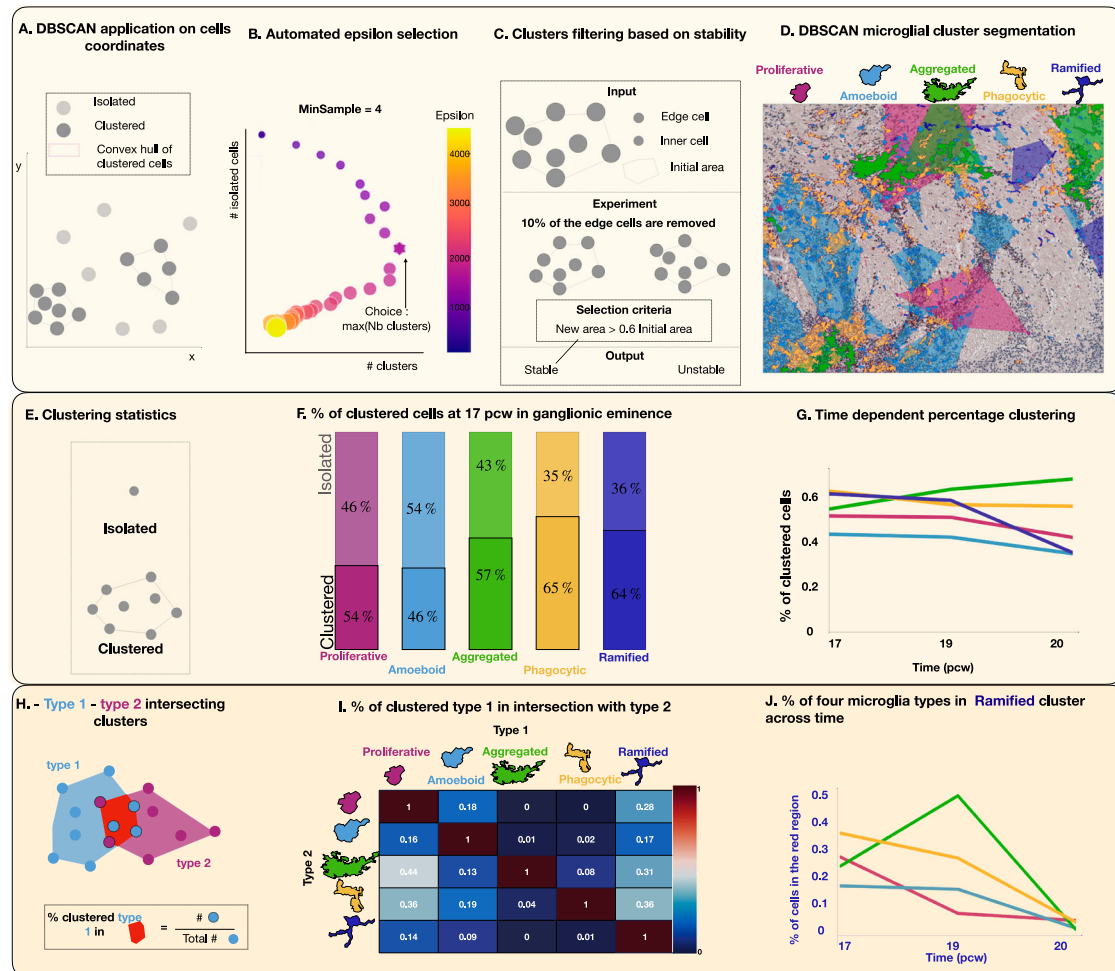 A. DBSCAN application on cells
coordinates
Isolated
Clustered
Convex hull of
clustered cells
y
x
B. Automated epsilon selection
MinSample = 4
Epsilon
4000
3000
2000
1000
0
# isolated cells
Choice :
max(Nb clusters)
# clusters
C. Clusters filtering based on stability
Input
Edge cell
Inner cell
Initial area
Experiment
10% of the edge cells are removed
Selection criteria
New area > 0.6 Initial area
Output
Stable
Unstable
D. DBSCAN microglial cluster segmentation
Proliferative
Amoeboid
Aggregated
Phagocytic
Ramified
E. Clustering statistics
Isolated
Clustered
F. % of clustered cells at 17 pcw in ganglionic eminence
Isolated
Clustered
46 %
54 %
43 %
35 %
36 %
54 %
46 %
57 %
65 %
64 %
Proliferative
Amoeboid
Aggregated
Phagocytic
Ramified
G. Time dependent percentage clustering
% of clustered cells
0.6
0.4
0.2
0
17
19
20
Time (pcw)
H. - Type 1 - type 2 intersecting
clusters
type 1
type 2
% clustered type
1 in
=
#
Total #
I. % of clustered type 1 in intersection with type 2
Type 1
Proliferative
Amoeboid
Aggregated
Phagocytic
Ramified
Type 2
1 0.18 0 0 0.28
0.16 1 0.01 0.02 0.17
0.44 0.13 1 0.08 0.31
0.36 0.19 0.04 1 0.36
0.14 0.09 0 0.01 1
1
0
J. % of four microglia types in Ramified cluster
across time
% of cells in the red region
0.5
0.4
0.3
0.2
0.1
0
17
19
20
Time (pcw)